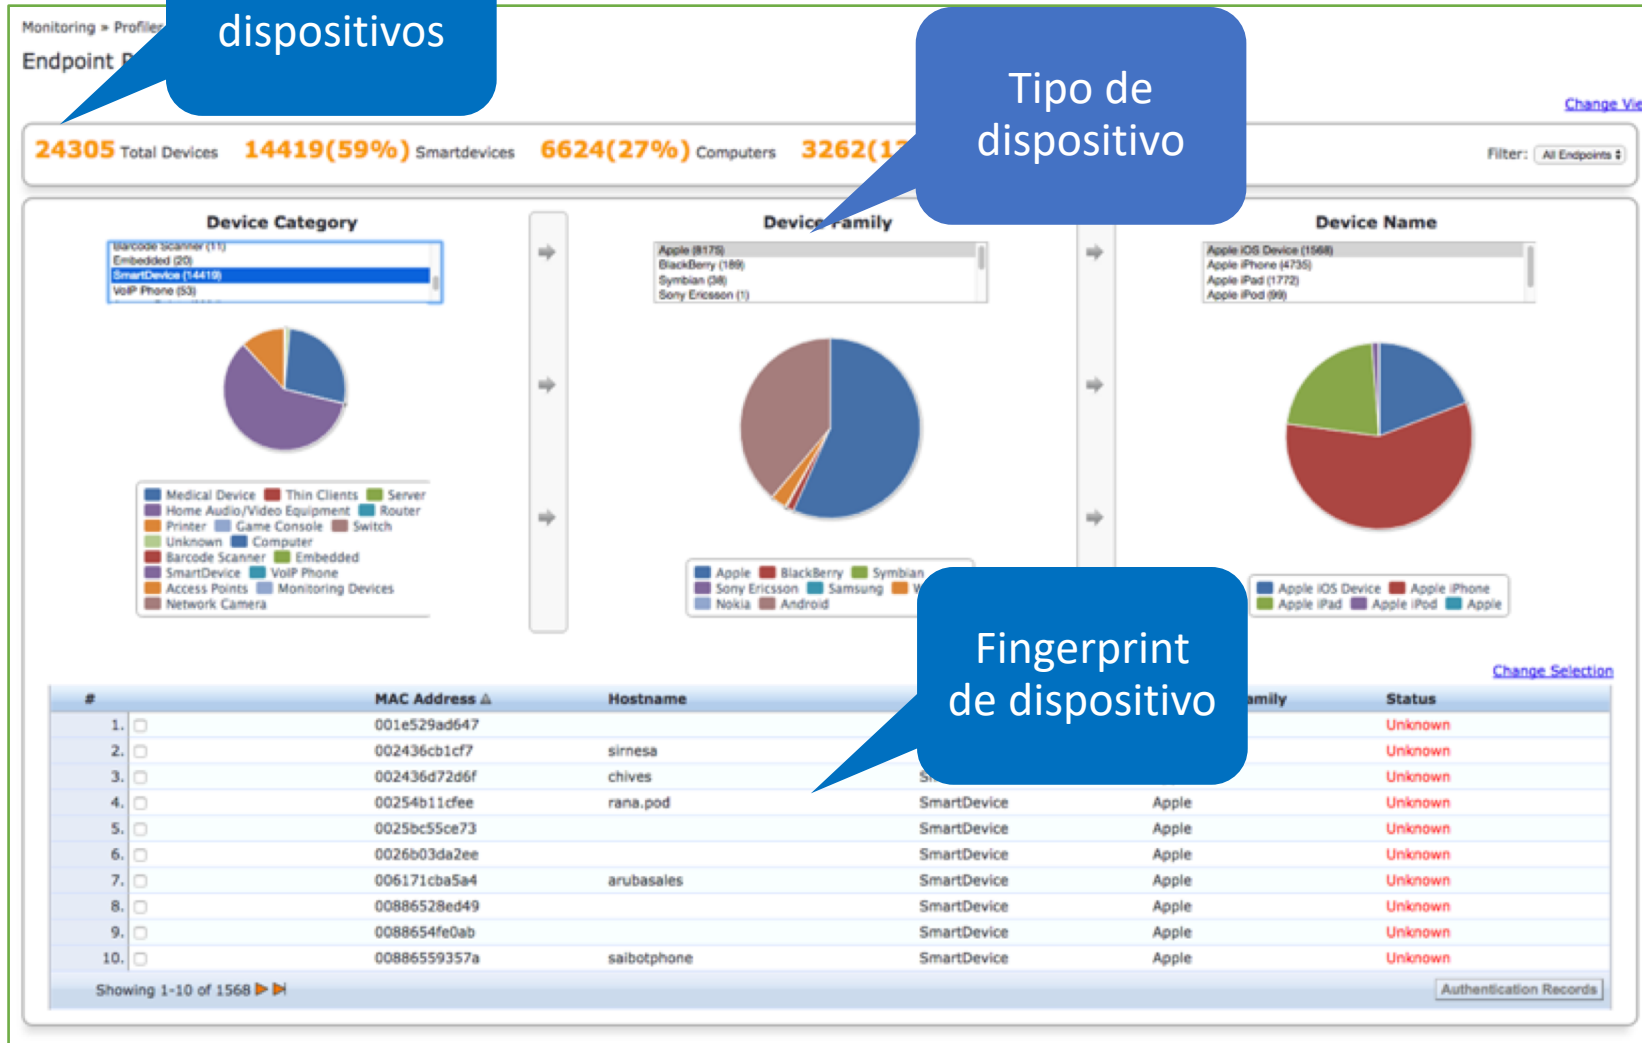 Monitoring » Profiler
dispositivos
Endpoint
Tipo de
dispositivo
Change Vie
24305 Total Devices 14419(59%) Smartdevices 6624(27%) Computers 3262(1
Filter: All Endpoints
Device Category
Barcode Scanner (11)
Embedded (20)
SmartDevice (14419)
VoIP Phone (53)
Device Family
Apple (8175)
BlackBerry (189)
Symbian (38)
Sony Ericsson (1)
Device Name
Apple iOS Device (1568)
Apple iPhone (4735)
Apple iPad (1772)
Apple iPod (99)
Medical Device Thin Clients Server
Home Audio/Video Equipment Router
Printer Game Console Switch
Unknown Computer
Barcode Scanner Embedded
SmartDevice VoIP Phone
Access Points Monitoring Devices
Network Camera
Apple BlackBerry Symbian
Sony Ericsson Samsung W
Nokia Android
Apple iOS Device Apple iPhone
Apple iPad Apple iPod Apple
Fingerprint
de dispositivo
Change Selection
# MAC Address Hostname amily Status
1. 001e529ad647 Unknown
2. 002436cb1cf7 sirnesa Unknown
3. 002436d72d6f chives S Unknown
4. 00254b11cfee rana.pod SmartDevice Apple Unknown
5. 0025bc55ce73 SmartDevice Apple Unknown
6. 0026b03da2ee SmartDevice Apple Unknown
7. 006171cba5a4 arubasales SmartDevice Apple Unknown
8. 00886528ed49 SmartDevice Apple Unknown
9. 0088654fe0ab SmartDevice Apple Unknown
10. 00886559357a saibotphone SmartDevice Apple Unknown
Showing 1-10 of 1568
Authentication Records